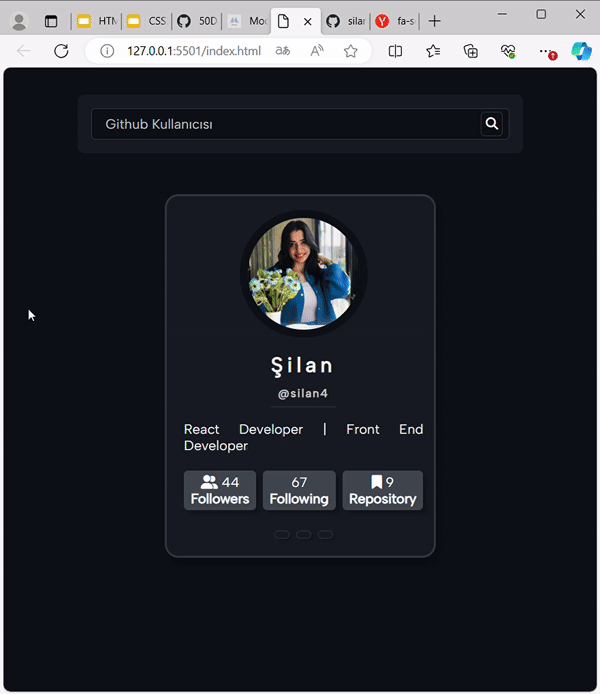 HTM
CSS
50D
Mod
silan
fa-s
127.0.0.1:5501/index.html
Github Kullanıcısı
Şilan
@silan4
React Developer | Front End
Developer
44 67 9
Followers Following Repository